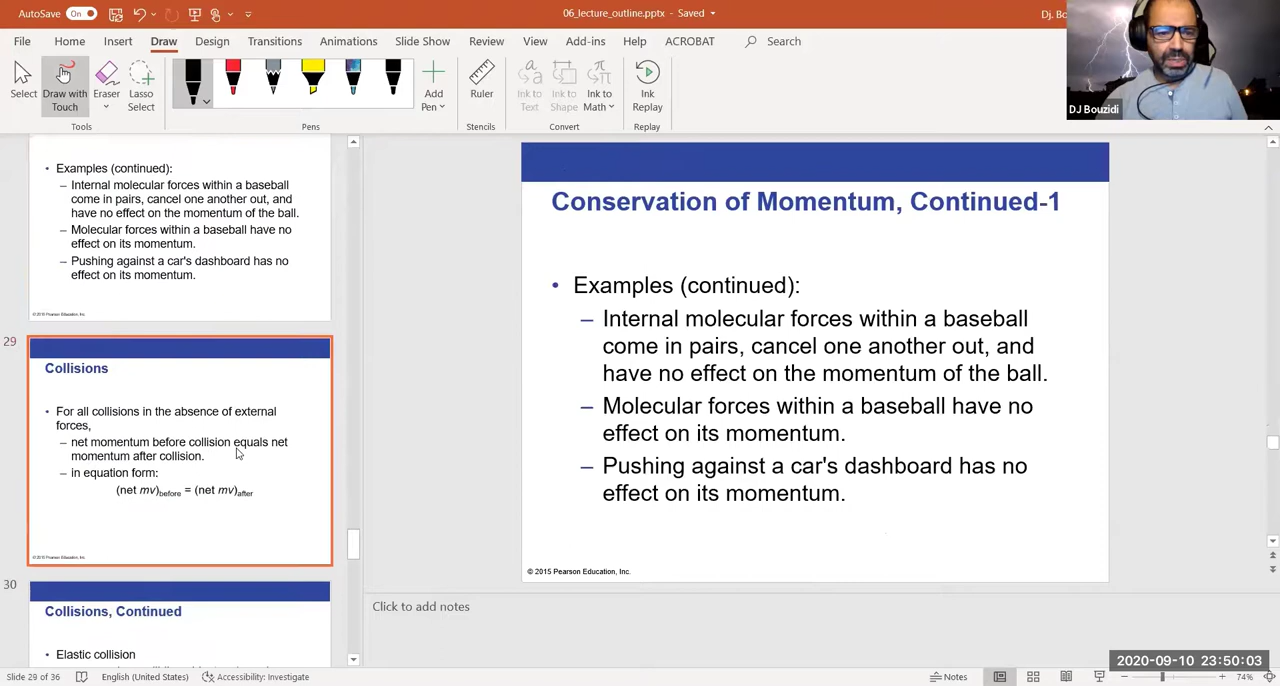 AutoSave On
06_lecture_outline.pptx - Saved
Dj. Bo
File Home Insert Draw Design Transitions Animations Slide Show Review View Add-ins Help ACROBAT Search
Select
Draw with Touch
Eraser
Lasso Select
Add Pen
Ruler
Ink to Text
Ink to Shape
Ink to Math
Ink Replay
Tools Pens Stencils Convert Replay
DJ Bouzidi
• Examples (continued):
– Internal molecular forces within a baseball
come in pairs, cancel one another out, and
have no effect on the momentum of the ball.
– Molecular forces within a baseball have no
effect on its momentum.
– Pushing against a car's dashboard has no
effect on its momentum.
© 2015 Pearson Education, Inc.
29
Collisions
• For all collisions in the absence of external
forces,
– net momentum before collision equals net
momentum after collision.
– in equation form:
(net mv)before = (net mv)after
© 2015 Pearson Education, Inc.
30
Collisions, Continued
• Elastic collision
Conservation of Momentum, Continued-1
• Examples (continued):
– Internal molecular forces within a baseball
come in pairs, cancel one another out, and
have no effect on the momentum of the ball.
– Molecular forces within a baseball have no
effect on its momentum.
– Pushing against a car's dashboard has no
effect on its momentum.
© 2015 Pearson Education, Inc.
Click to add notes
2020-09-10 23:50:03
Slide 29 of 36 English (United States) Accessibility: Investigate Notes 74%